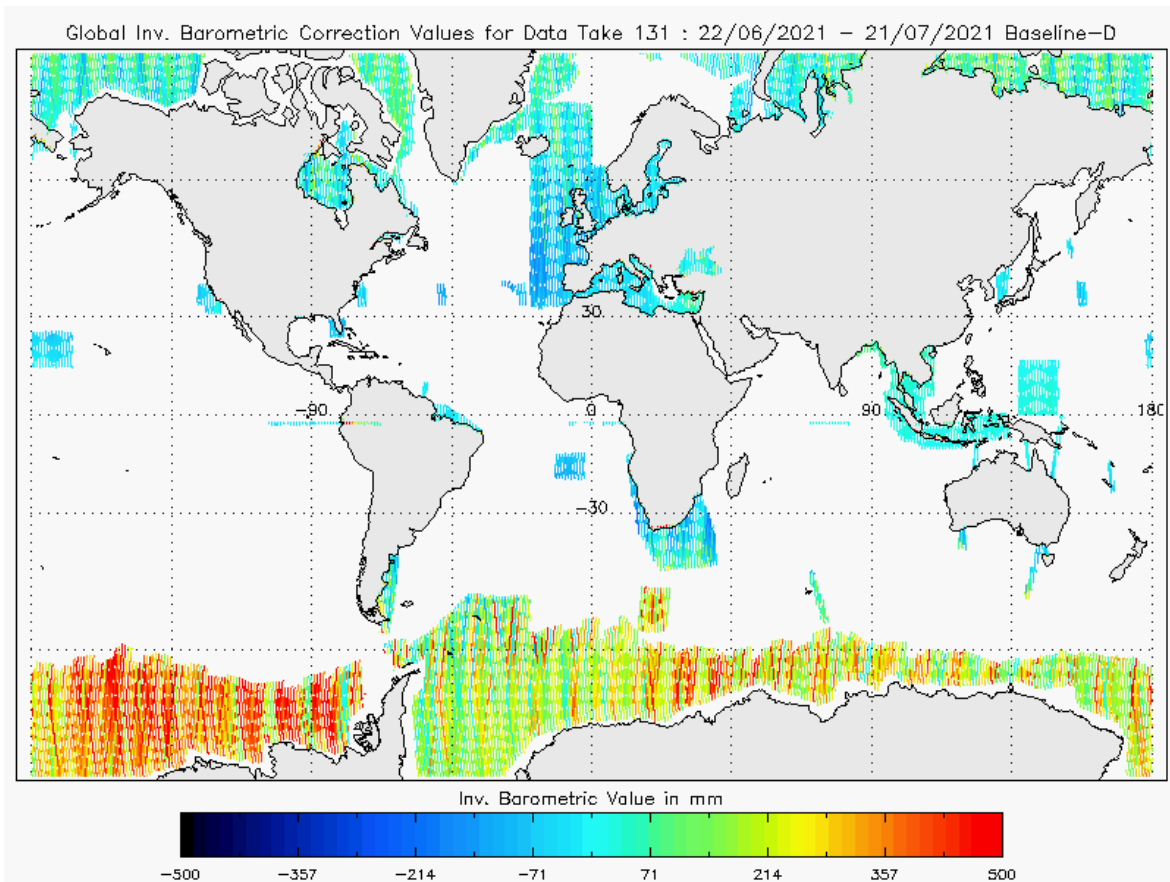 Global Inv. Barometric Correction Values for Data Take 131 : 22/06/2021 - 21/07/2021 Baseline-D
30
-90 0 90 180
-30
Inv. Barometric Value in mm
-500 -357 -214 -71 71 214 357 500